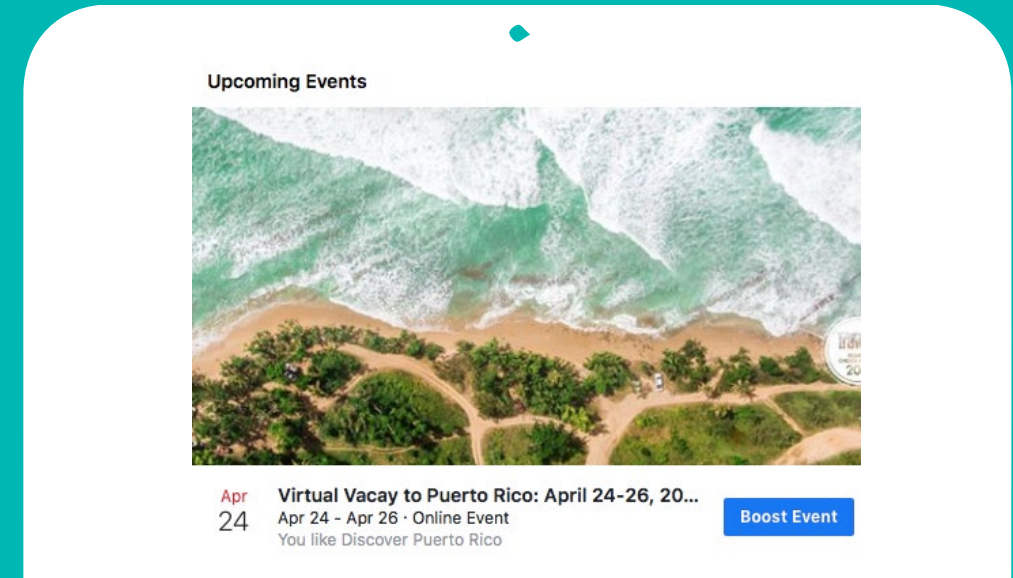 Upcoming Events
20
Apr
24
Virtual Vacay to Puerto Rico: April 24-26, 20...
Apr 24 - Apr 26 · Online Event
You like Discover Puerto Rico
Boost Event